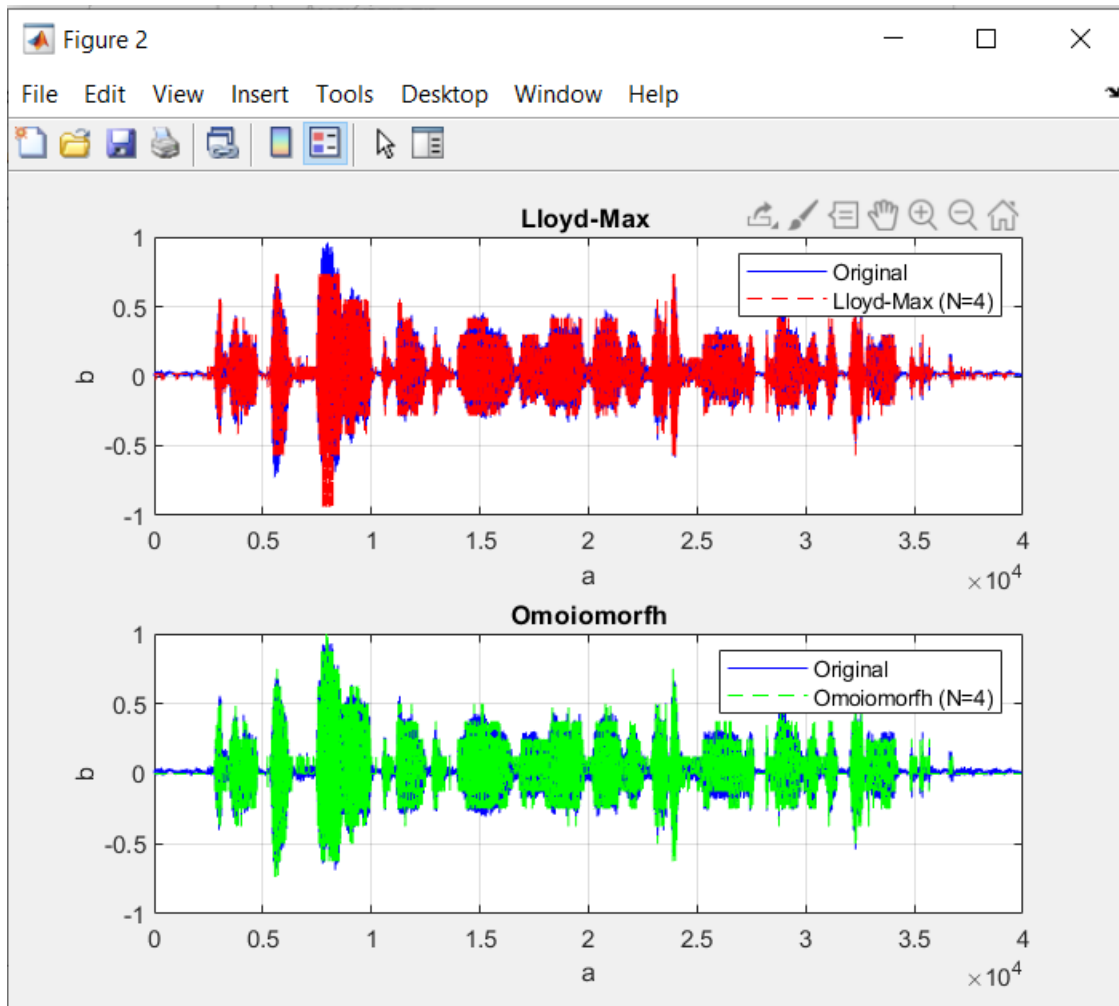 Figure 2
File Edit View Insert Tools Desktop Window Help
Lloyd-Max
1
0.5
0
-0.5
-1
b
Original
Lloyd-Max (N=4)
0 0.5 1 1.5 2 2.5 3 3.5 4
a
×10^4
Omoiomorfh
1
0.5
0
-0.5
-1
b
Original
Omoiomorfh (N=4)
0 0.5 1 1.5 2 2.5 3 3.5 4
a
×10^4